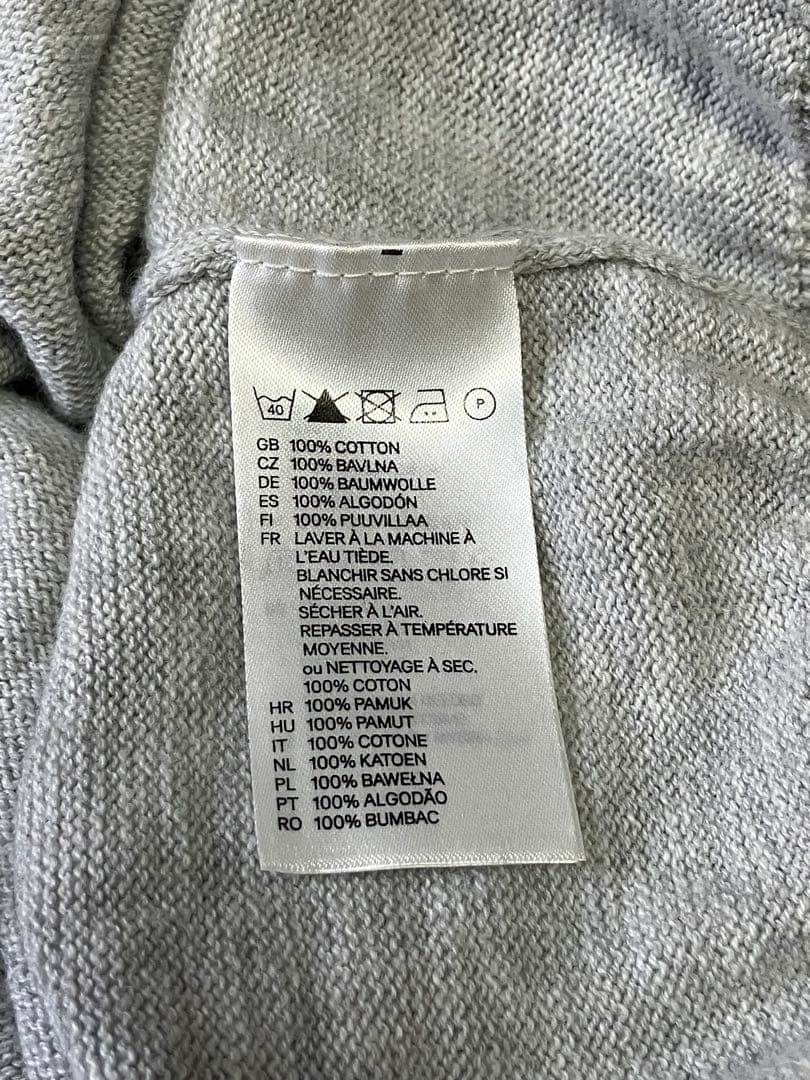 40
P
GB 100% COTTON
CZ 100% BAVLNA
DE 100% BAUMWOLLE
ES 100% ALGODÓN
FI 100% PUUVILLAA
FR LAVER À LA MACHINE À
L'EAU TIÈDE.
BLANCHIR SANS CHLORE SI
NÉCESSAIRE.
SÉCHER À L'AIR.
REPASSER À TEMPÉRATURE
MOYENNE.
ou NETTOYAGE À SEC.
100% COTON
HR 100% PAMUK
HU 100% PAMUT
IT 100% COTONE
NL 100% KATOEN
PL 100% BAWEŁNA
PT 100% ALGODÃO
RO 100% BUMBAC